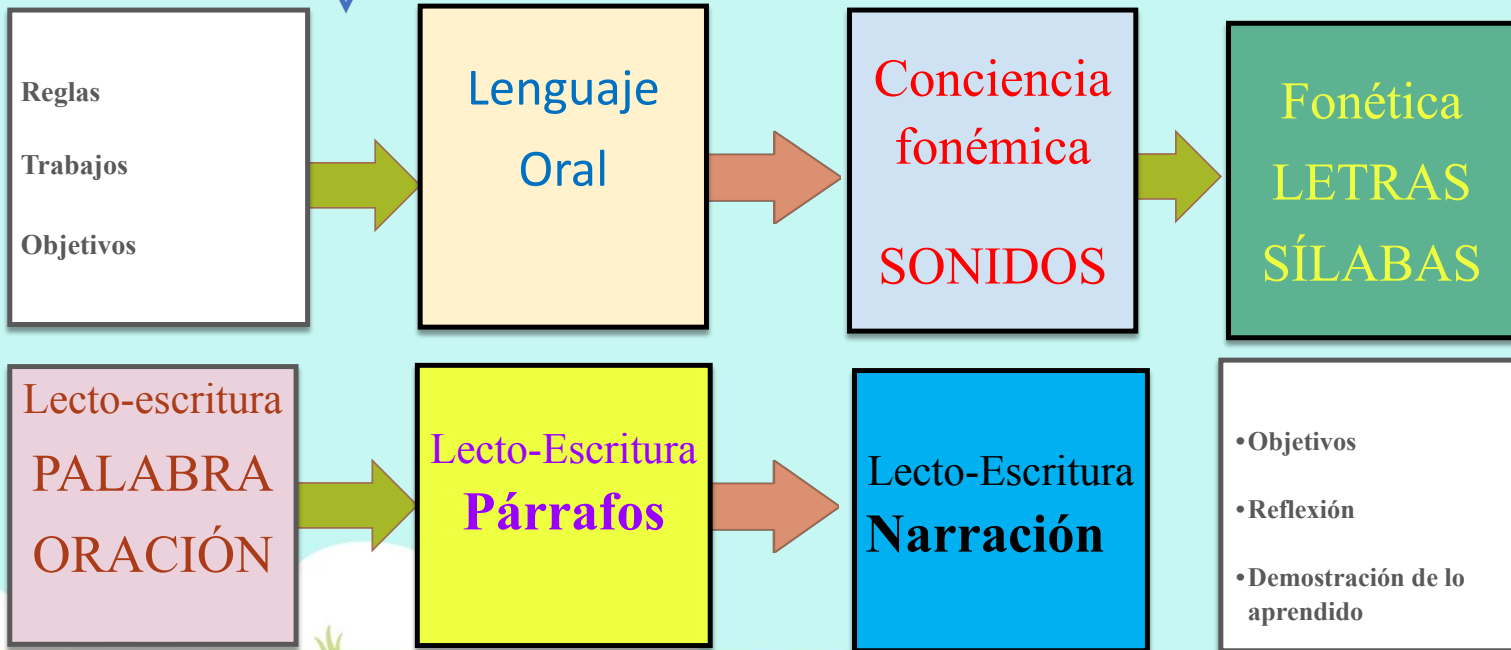 Reglas
Trabajos
Objetivos
Lenguaje
Oral
Conciencia
fonémica
SONIDOS
Fonética
LETRAS
SÍLABAS
Lecto-escritura
PALABRA
ORACIÓN
Lecto-Escritura
Párrafos
Lecto-Escritura
Narración
•Objetivos
•Reflexión
•Demostración de lo
aprendido